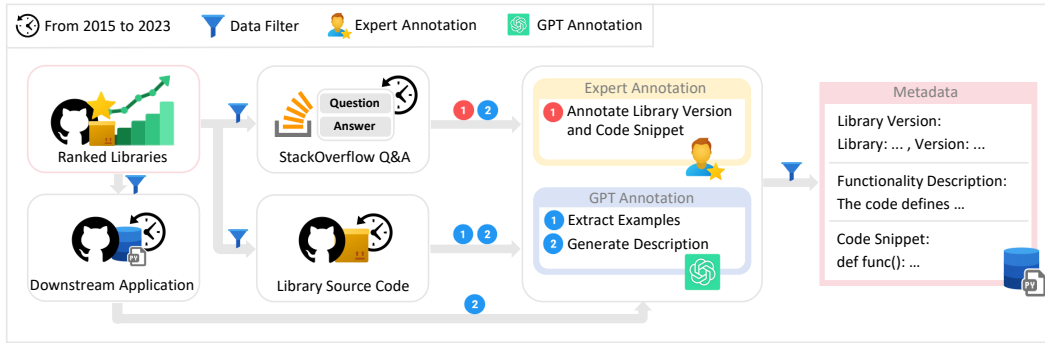 From 2015 to 2023
Data Filter
Expert Annotation
GPT Annotation
Ranked Libraries
Question
Answer
StackOverflow Q&A
1 2
Expert Annotation
1 Annotate Library Version
and Code Snippet
GPT Annotation
1 Extract Examples
2 Generate Description
Metadata
Library Version:
Library: ... , Version: ...
Functionality Description:
The code defines ...
Code Snippet:
def func(): ...
PY
PY
Downstream Application
Library Source Code
1 2
2